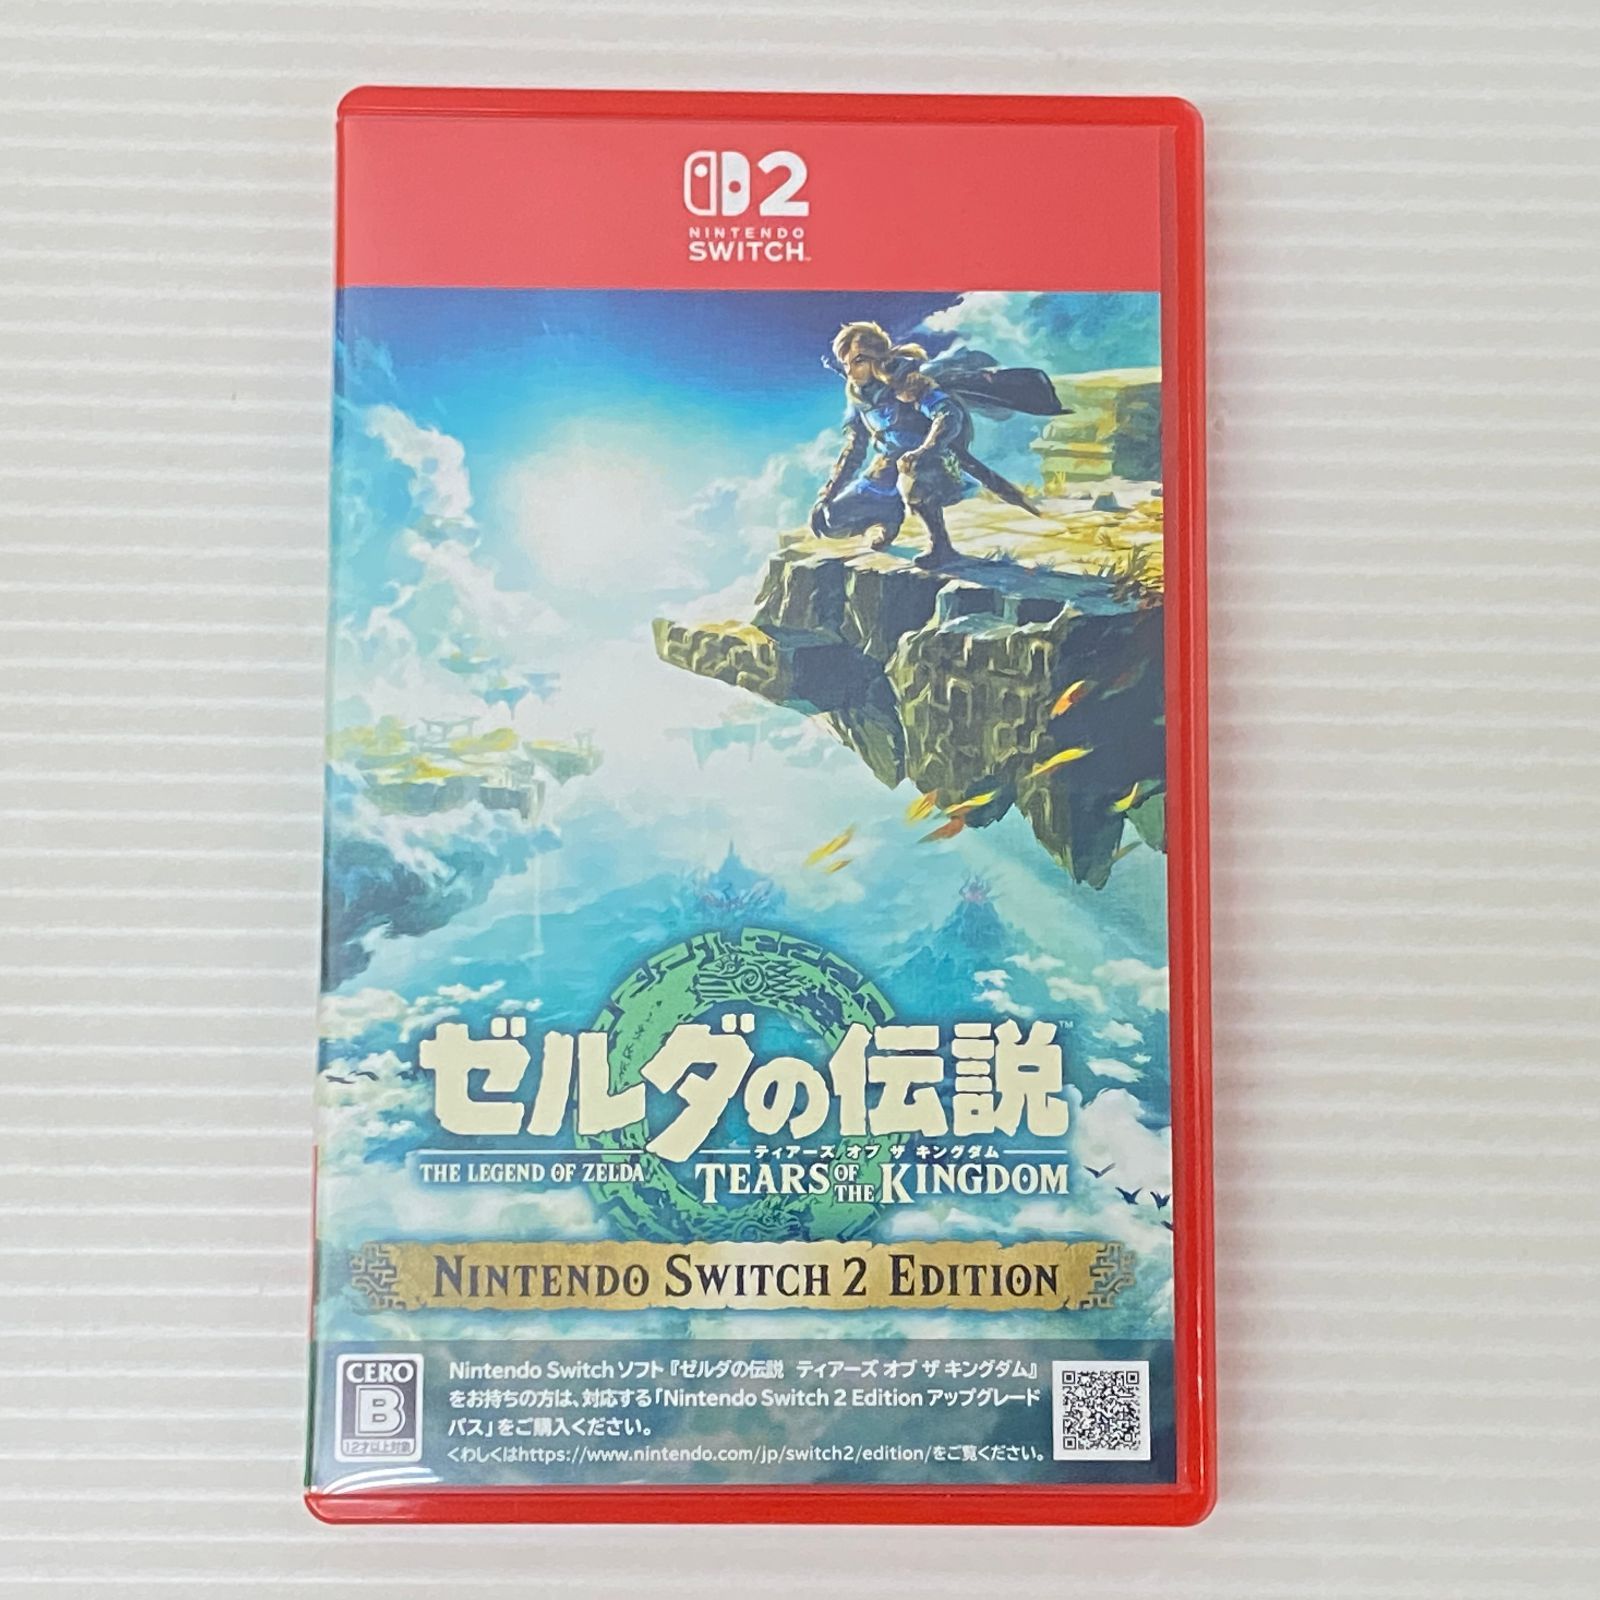 2
NINTENDO
SWITCH™
ゼルダの伝説™
ティアーズ オブ ザ キングダム
THE LEGEND OF ZELDA TEARS OF THE KINGDOM
NINTENDO SWITCH 2 EDITION
CERO
B
12才以上対象
Nintendo Switch ソフト『ゼルダの伝説 ティアーズ オブ ザ キングダム』
をお持ちの方は、対応する「Nintendo Switch 2 Edition アップグレード
パス」をご購入ください。
くわしくはhttps://www.nintendo.com/jp/switch2/edition/をご覧ください。